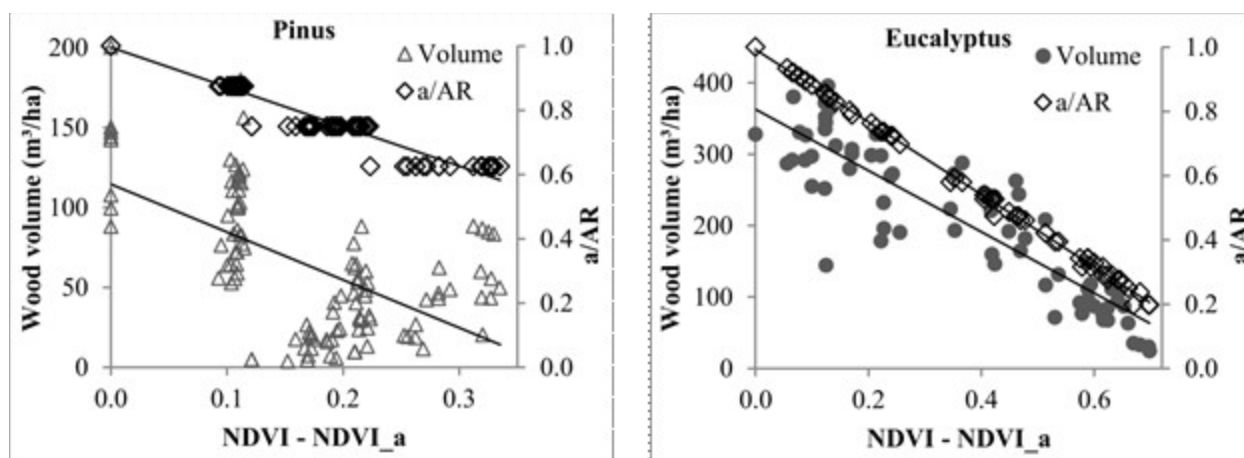 Pinus
Volume
a/AR
Wood volume (m³/ha)
200
150
100
50
0
1.0
0.8
0.6
0.4
0.2
0.0
a/AR
0.0 0.1 0.2 0.3
NDVI - NDVI_a
Eucalyptus
Volume
a/AR
Wood volume (m³/ha)
400
300
200
100
0
1.0
0.8
0.6
0.4
0.2
0.0
a/AR
0.0 0.2 0.4 0.6
NDVI - NDVI_a